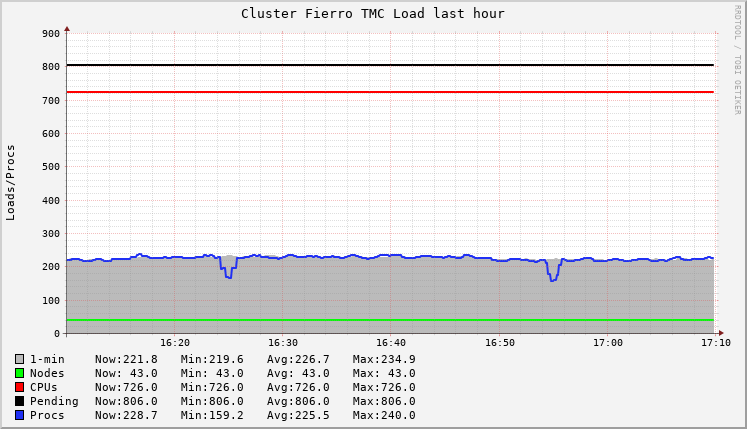 Cluster Fierro TMC Load last hour
RRDTOOL / TOBI OETIKER
Loads/Procs
900
800
700
600
500
400
300
200
100
0
16:20 16:30 16:40 16:50 17:00 17:10
1-min Now:221.8 Min:219.6 Avg:226.7 Max:234.9
Nodes Now: 43.0 Min: 43.0 Avg: 43.0 Max: 43.0
CPUs Now:726.0 Min:726.0 Avg:726.0 Max:726.0
Pending Now:806.0 Min:806.0 Avg:806.0 Max:806.0
Procs Now:228.7 Min:159.2 Avg:225.5 Max:240.0